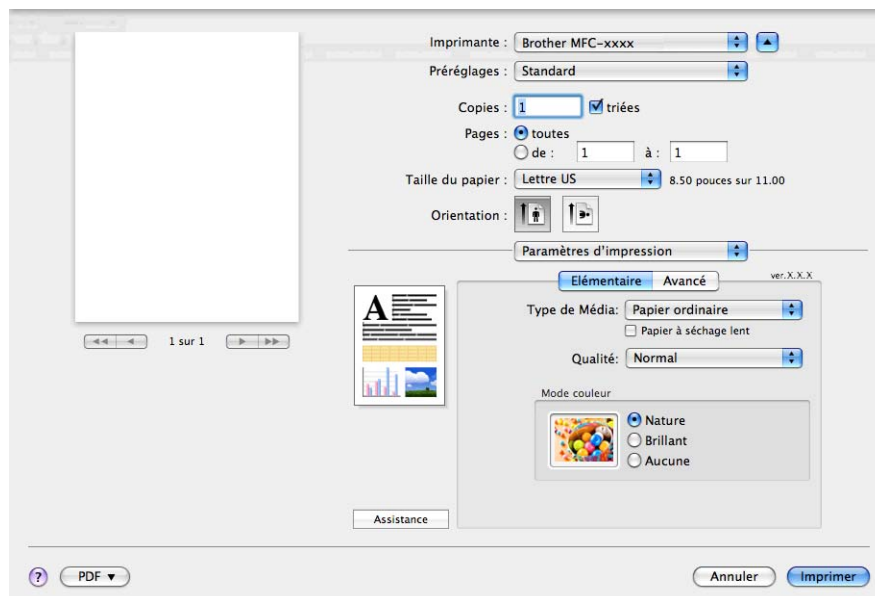 Imprimante : Brother MFC-xxxx
Préréglages : Standard
Copies : 1 triées
Pages : toutes
de : 1 à : 1
Taille du papier : Lettre US 8.50 pouces sur 11.00
Orientation :
Paramètres d'impression
ver.X.X.X
Elémentaire Avancé
Type de Média: Papier ordinaire
Papier à séchage lent
Qualité: Normal
Mode couleur
Nature
Brillant
Aucune
A
1 sur 1
Assistance
? PDF ▼ Annuler Imprimer